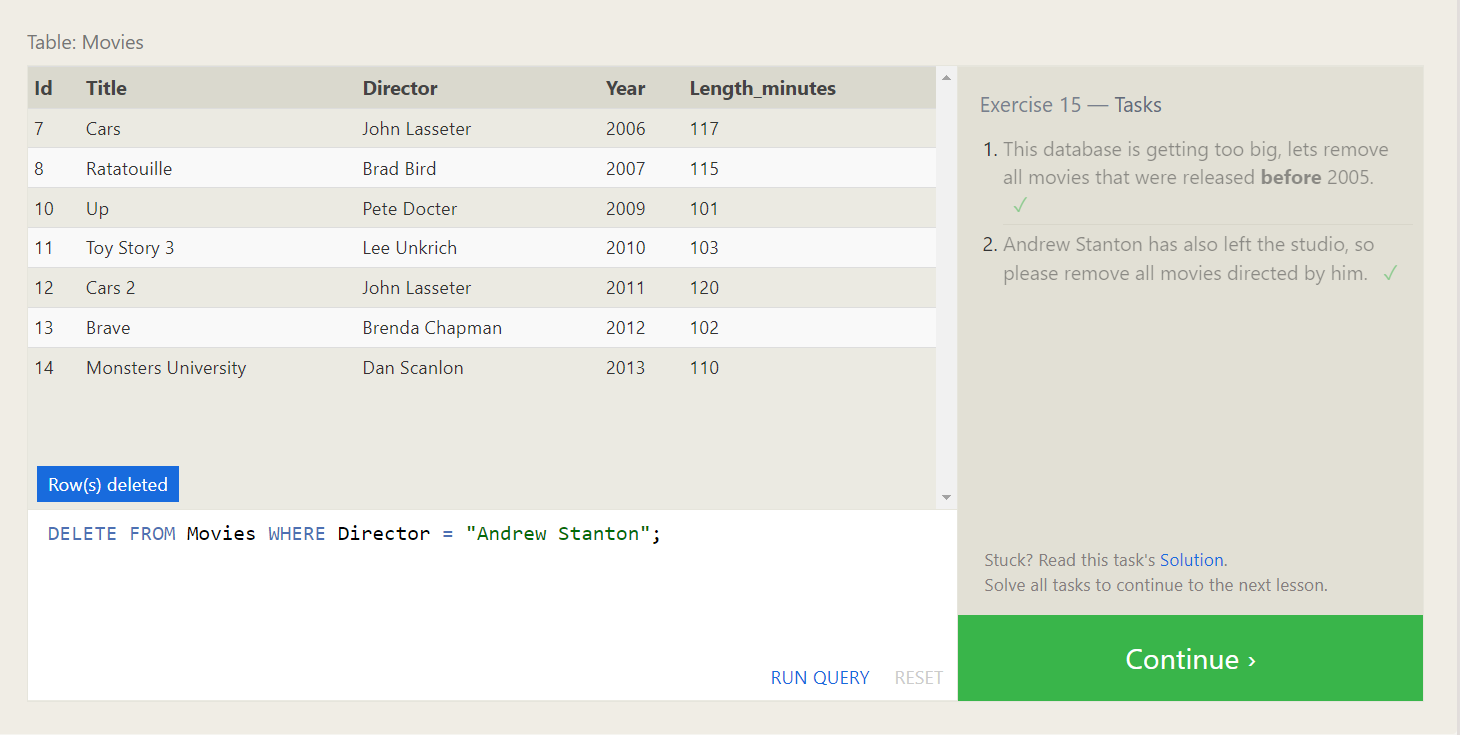 Table: Movies
Id Title Director Year Length_minutes
7 Cars John Lasseter 2006 117
8 Ratatouille Brad Bird 2007 115
10 Up Pete Docter 2009 101
11 Toy Story 3 Lee Unkrich 2010 103
12 Cars 2 John Lasseter 2011 120
13 Brave Brenda Chapman 2012 102
14 Monsters University Dan Scanlon 2013 110
Row(s) deleted
DELETE FROM Movies WHERE Director = "Andrew Stanton";
RUN QUERY RESET
Exercise 15 — Tasks
1. This database is getting too big, lets remove
all movies that were released before 2005.
✓
2. Andrew Stanton has also left the studio, so
please remove all movies directed by him. ✓
Stuck? Read this task's Solution.
Solve all tasks to continue to the next lesson.
Continue ›